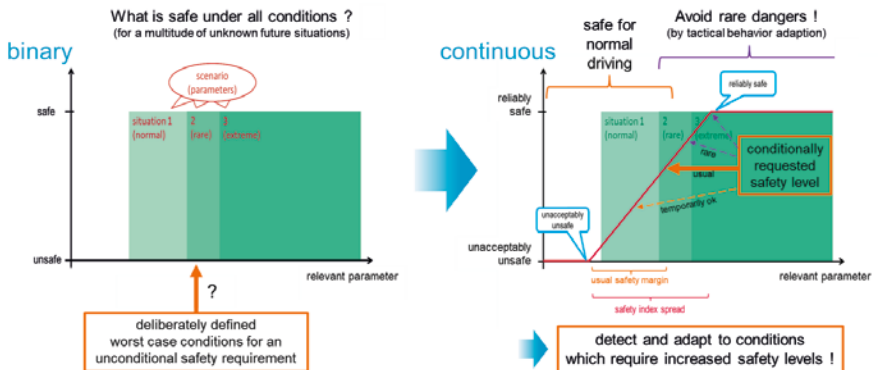 What is safe under all conditions ?
(for a multitude of unknown future situations)
binary
scenario
(parameters)
safe
situation 1
(normal)
2
(rare)
3
(extreme)
unsafe
relevant parameter
?
deliberately defined
worst case conditions for an
unconditional safety requirement
safe for
normal
driving
Avoid rare dangers !
(by tactical behavior adaption)
continuous
reliably
safe
reliably safe
situation 1
(normal)
2
(rare)
3
(extreme)
conditionally
requested
safety level
rare
usual
temporarily ok
unacceptably
unsafe
unacceptably
unsafe
relevant parameter
usual safety margin
safety index spread
detect and adapt to conditions
which require increased safety levels !